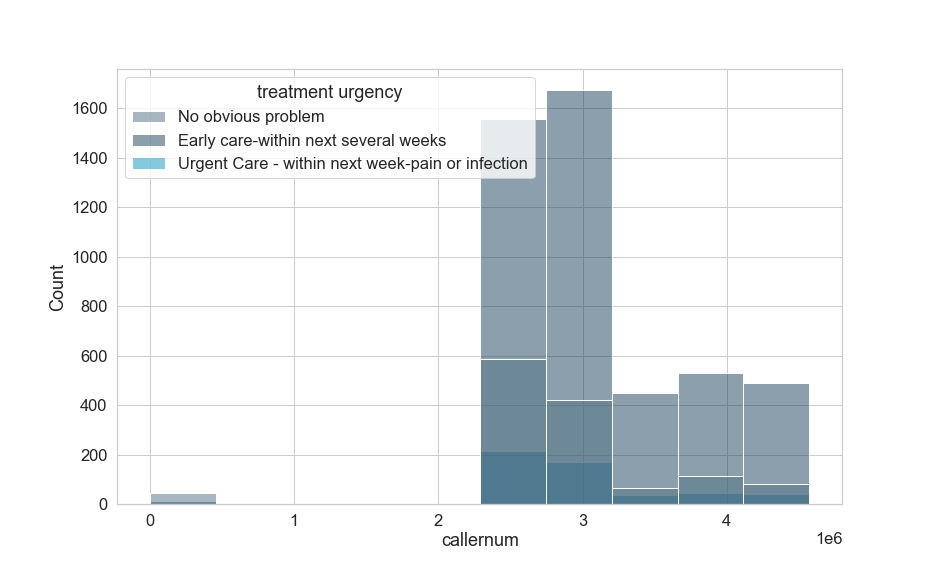 treatment urgency
No obvious problem
Early care-within next several weeks
Urgent Care - within next week-pain or infection
Count
1600
1400
1200
1000
800
600
400
200
0
0 1 2 3 4
1e6
callernum